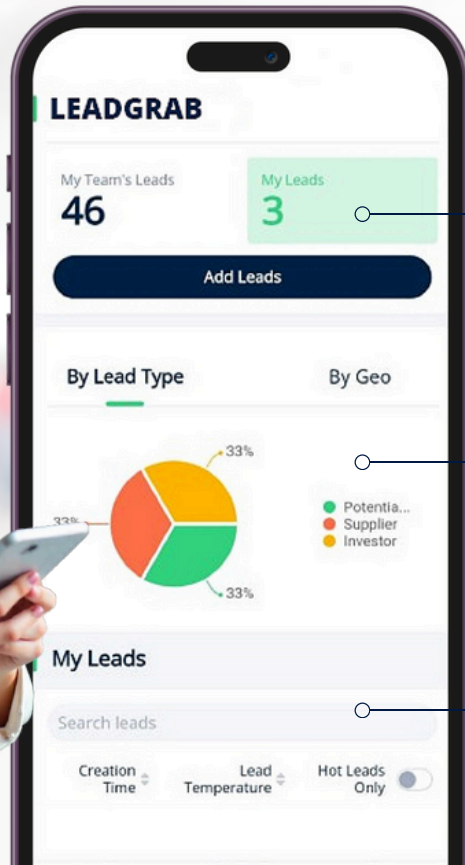 LEADGRAB
My Team's Leads
46
My Leads
3
Add Leads
By Lead Type
By Geo
33%
33%
33%
Potentia...
Supplier
Investor
My Leads
Search leads
Creation
Time
Lead
Temperature
Hot Leads
Only